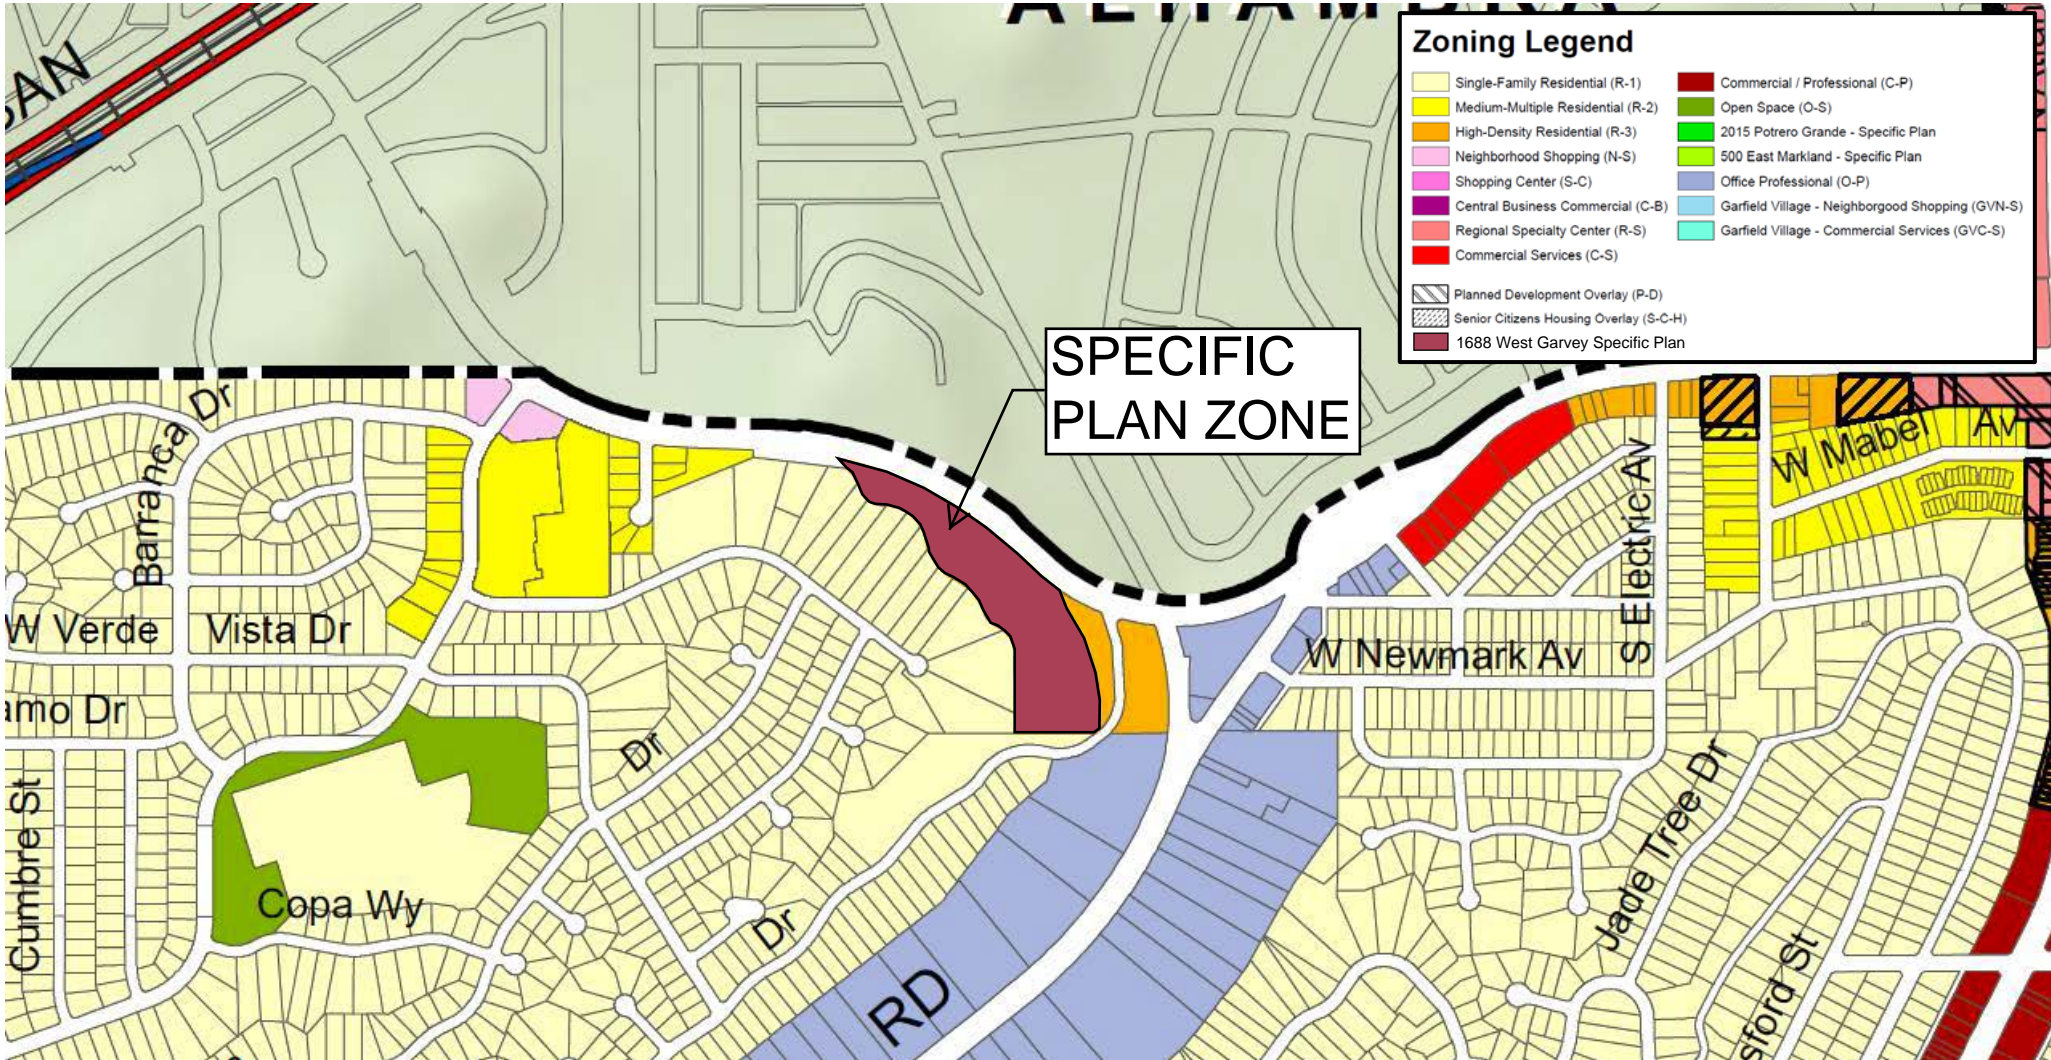 ALHAMBRA
SAN
Zoning Legend
Single-Family Residential (R-1)
Medium-Multiple Residential (R-2)
High-Density Residential (R-3)
Neighborhood Shopping (N-S)
Shopping Center (S-C)
Central Business Commercial (C-B)
Regional Specialty Center (R-S)
Commercial Services (C-S)
Commercial / Professional (C-P)
Open Space (O-S)
2015 Potrero Grande - Specific Plan
500 East Markland - Specific Plan
Office Professional (O-P)
Garfield Village - Neighborgood Shopping (GVN-S)
Garfield Village - Commercial Services (GVC-S)
Planned Development Overlay (P-D)
Senior Citizens Housing Overlay (S-C-H)
1688 West Garvey Specific Plan
SPECIFIC
PLAN ZONE
Barranca Dr
W Mabel Av
S Electric Av
W Verde Vista Dr
W Newmark Av
amo Dr
Dr
Jade Tree Dr
Cumbre St
Copa Wy
Dr
RD
sford St